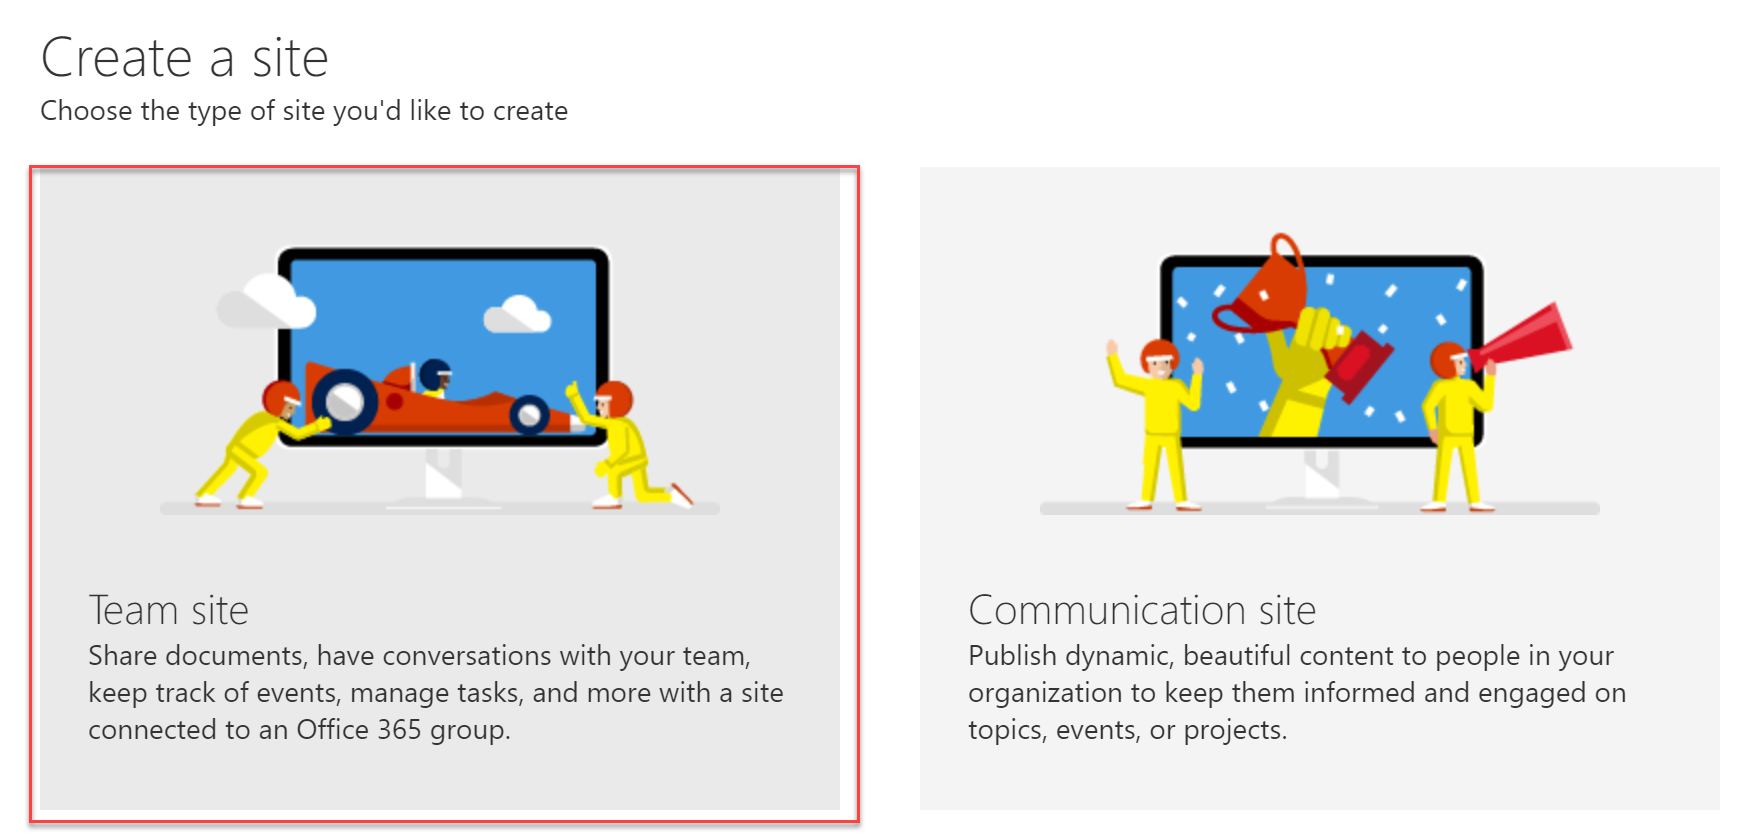 Create a site
Choose the type of site you'd like to create
Team site
Share documents, have conversations with your team,
keep track of events, manage tasks, and more with a site
connected to an Office 365 group.
Communication site
Publish dynamic, beautiful content to people in your
organization to keep them informed and engaged on
topics, events, or projects.